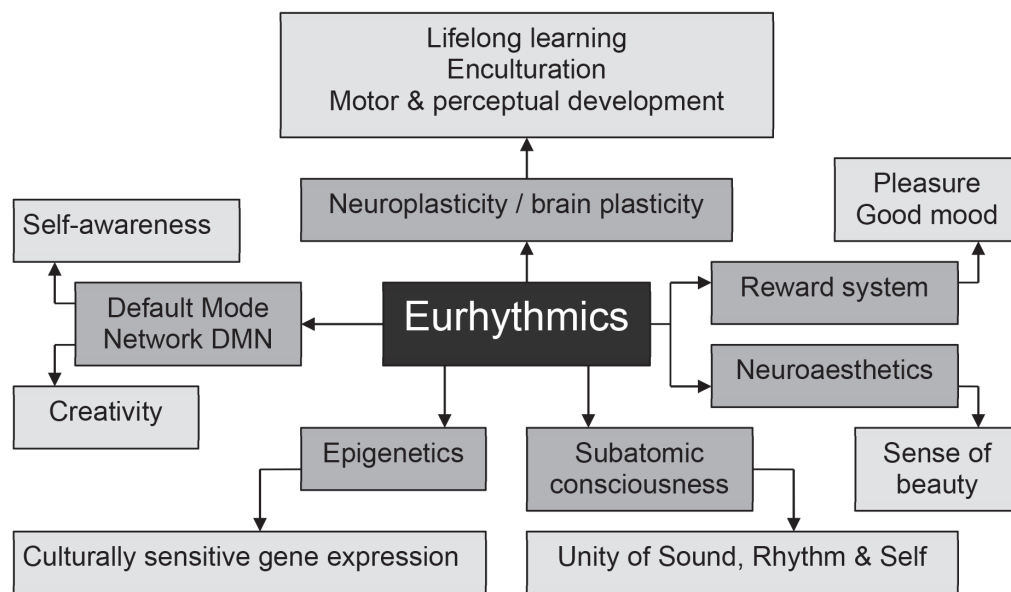 Lifelong learning
Enculturation
Motor & perceptual development
Neuroplasticity / brain plasticity
Pleasure
Good mood
Self-awareness
Reward system
Default Mode
Network DMN
Eurhythmics
Neuroaesthetics
Creativity
Epigenetics
Subatomic
consciousness
Sense of
beauty
Culturally sensitive gene expression
Unity of Sound, Rhythm & Self